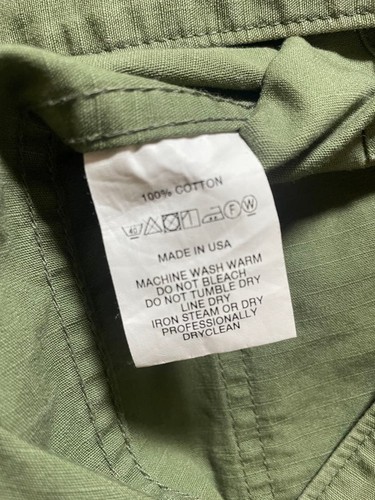 100% COTTON
F W
MADE IN USA
MACHINE WASH WARM
DO NOT BLEACH
DO NOT TUMBLE DRY
LINE DRY
IRON STEAM OR DRY
PROFESSIONALLY
DRYCLEAN